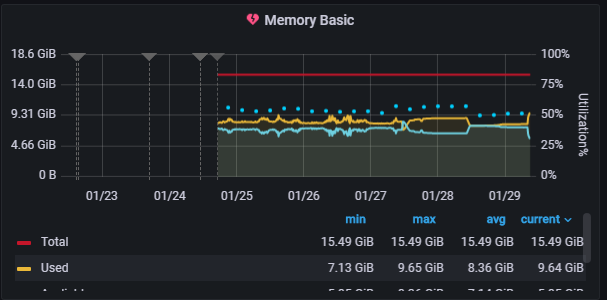 Memory Basic
18.6 GiB 100%
14.0 GiB 75%
9.31 GiB 50%
4.66 GiB 25%
0 B 0%
Utilization%
01/23 01/24 01/25 01/26 01/27 01/28 01/29
min max avg current
Total 15.49 GiB 15.49 GiB 15.49 GiB 15.49 GiB
Used 7.13 GiB 9.65 GiB 8.36 GiB 9.64 GiB